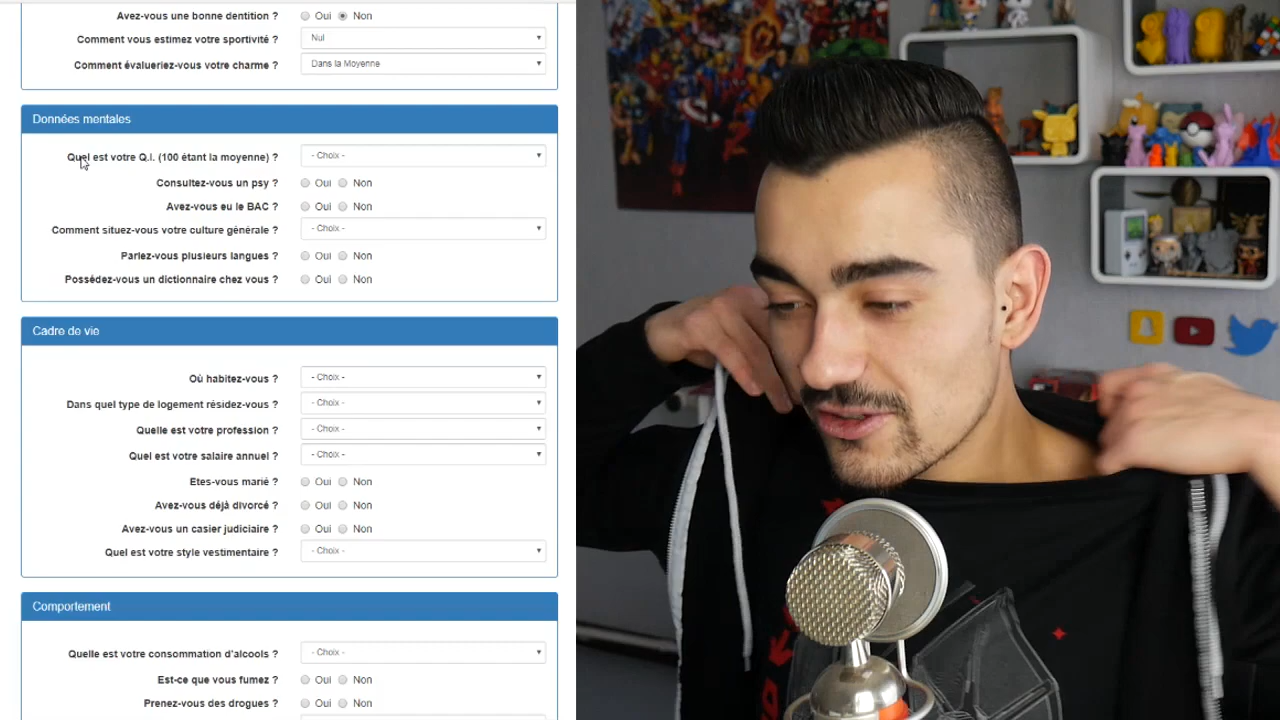 Avez-vous une bonne dentition ? Oui Non
Comment vous estimez votre sportivité ? Nul
Comment évalueriez-vous votre charme ? Dans la Moyenne
Données mentales
Quel est votre Q.I. (100 étant la moyenne) ? - Choix -
Consultez-vous un psy ? Oui Non
Avez-vous eu le BAC ? Oui Non
Comment situez-vous votre culture générale ? - Choix -
Parlez-vous plusieurs langues ? Oui Non
Possédez-vous un dictionnaire chez vous ? Oui Non
Cadre de vie
Où habitez-vous ? - Choix -
Dans quel type de logement résidez-vous ? - Choix -
Quelle est votre profession ? - Choix -
Quel est votre salaire annuel ? - Choix -
Etes-vous marié ? Oui Non
Avez-vous déjà divorcé ? Oui Non
Avez-vous un casier judiciaire ? Oui Non
Quel est votre style vestimentaire ? - Choix -
Comportement
Quelle est votre consommation d'alcools ? - Choix -
Est-ce que vous fumez ? Oui Non
Prenez-vous des drogues ? Oui Non